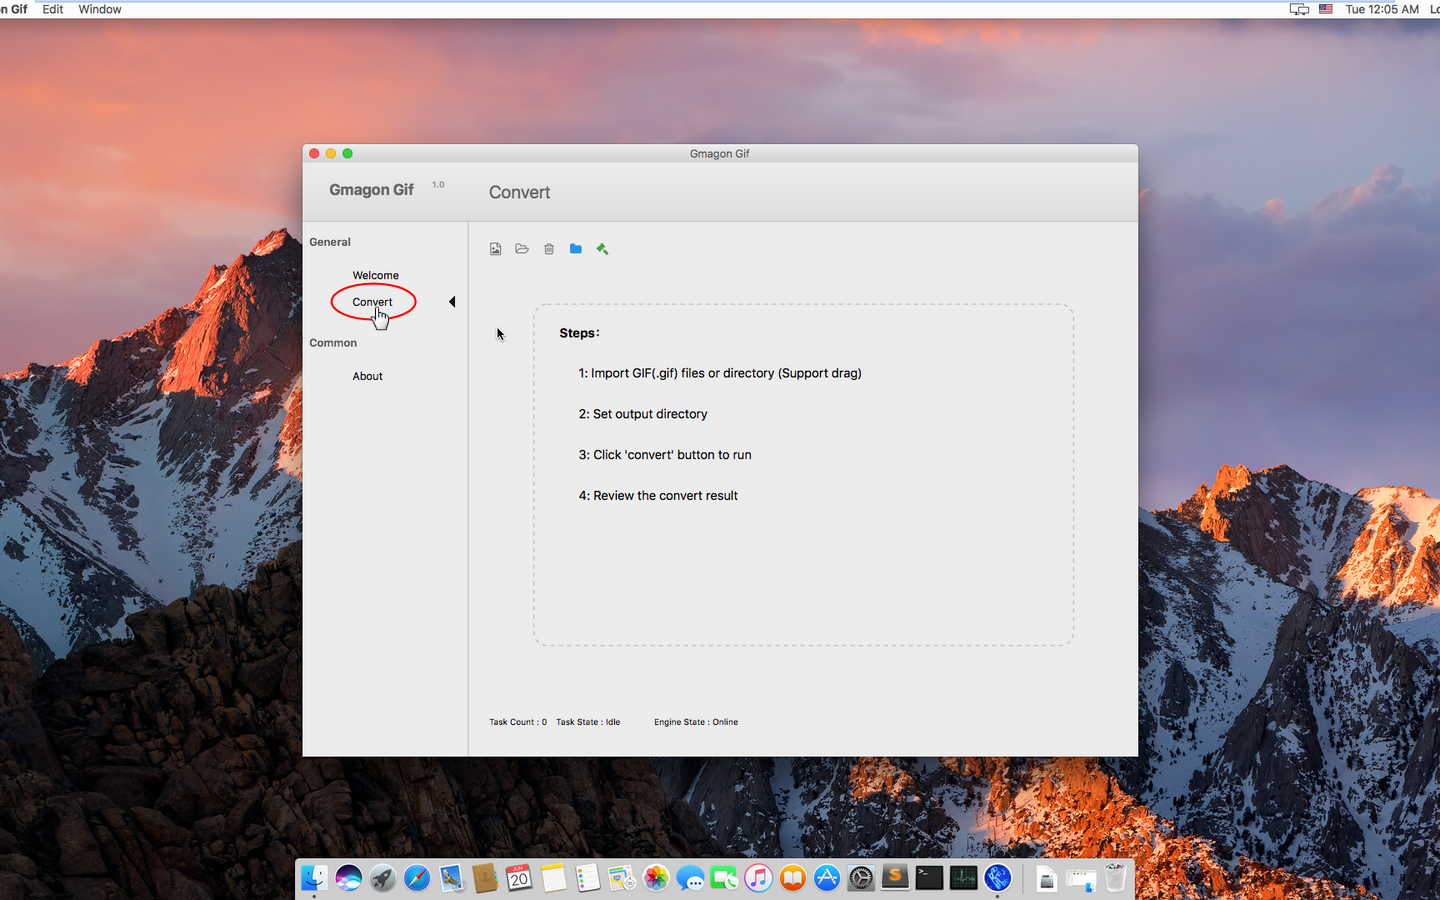 n Gif Edit Window Tue 12:05 AM
Gmagon Gif
Gmagon Gif 1.0 Convert
General
Welcome
Convert
Common
About
Steps:
1: Import GIF(.gif) files or directory (Support drag)
2: Set output directory
3: Click 'convert' button to run
4: Review the convert result
Task Count : 0 Task State : Idle Engine State : Online
20